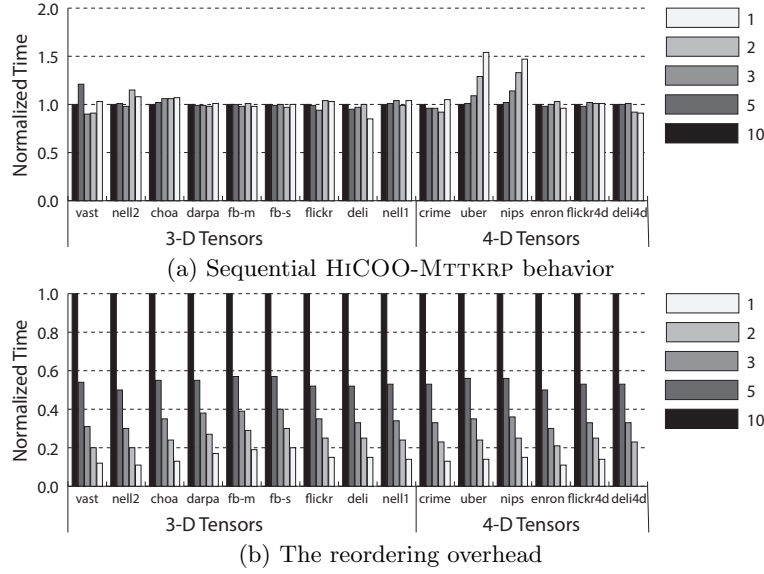 2.0
1.5
1.0
0.5
0.0
Normalized Time
vast nell2 choa darpa fb-m fb-s flickr deli nell1 crime uber nips enron flickr4d deli4d
3-D Tensors 4-D Tensors
1
2
3
5
10
(a) Sequential HICOO-MTTKRP behavior
1.0
0.8
0.6
0.4
0.2
0.0
Normalized Time
vast nell2 choa darpa fb-m fb-s flickr deli nell1 crime uber nips enron flickr4d deli4d
3-D Tensors 4-D Tensors
1
2
3
5
10
(b) The reordering overhead